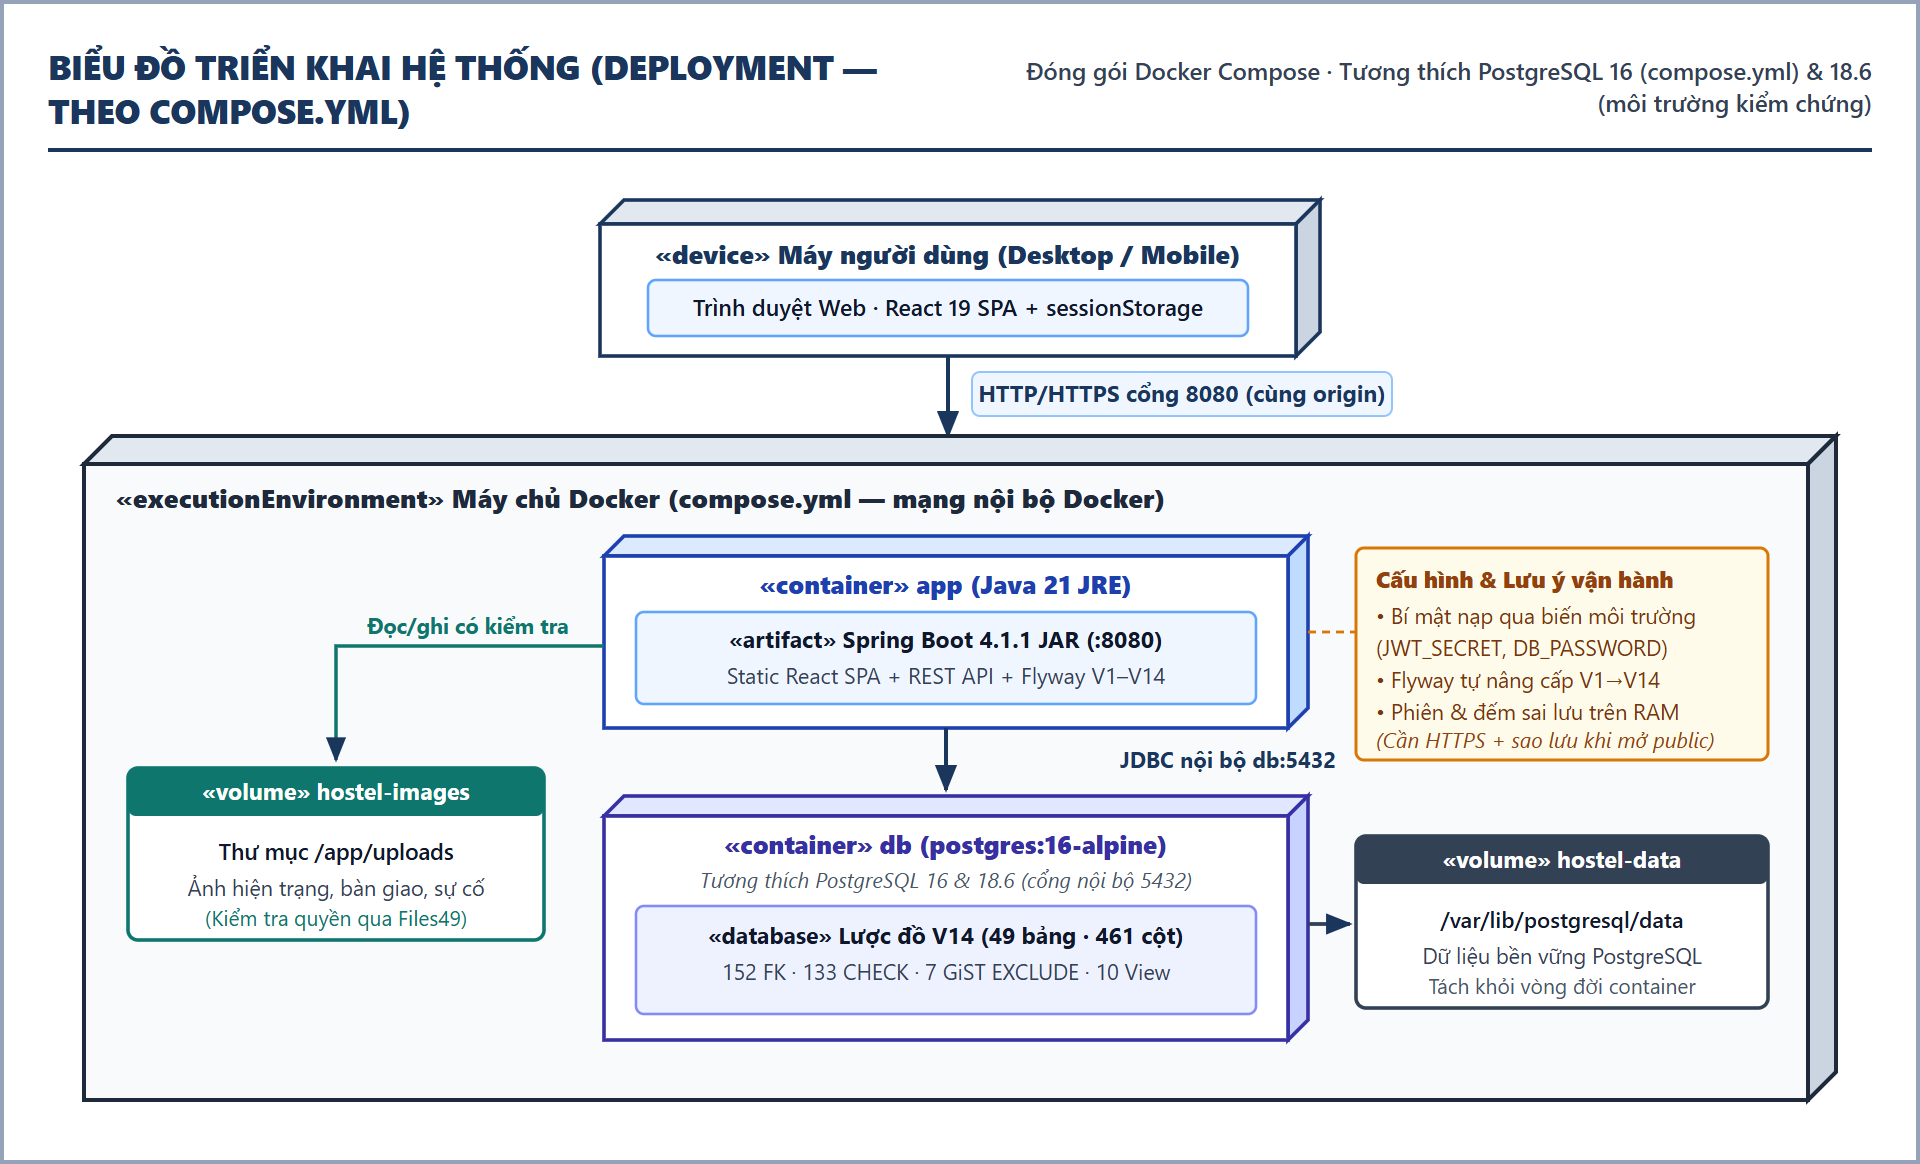 BIỂU ĐỒ TRIỂN KHAI HỆ THỐNG (DEPLOYMENT —
THEO COMPOSE.YML)
Đóng gói Docker Compose · Tương thích PostgreSQL 16 (compose.yml) & 18.6
(môi trường kiểm chứng)
«device» Máy người dùng (Desktop / Mobile)
Trình duyệt Web · React 19 SPA + sessionStorage
HTTP/HTTPS cổng 8080 (cùng origin)
«executionEnvironment» Máy chủ Docker (compose.yml — mạng nội bộ Docker)
«container» app (Java 21 JRE)
«artifact» Spring Boot 4.1.1 JAR (:8080)
Static React SPA + REST API + Flyway V1–V14
Cấu hình & Lưu ý vận hành
• Bí mật nạp qua biến môi trường
(JWT_SECRET, DB_PASSWORD)
• Flyway tự nâng cấp V1→V14
• Phiên & đếm sai lưu trên RAM
(Cần HTTPS + sao lưu khi mở public)
Đọc/ghi có kiểm tra
JDBC nội bộ db:5432
«volume» hostel-images
Thư mục /app/uploads
Ảnh hiện trạng, bàn giao, sự cố
(Kiểm tra quyền qua Files49)
«container» db (postgres:16-alpine)
Tương thích PostgreSQL 16 & 18.6 (cổng nội bộ 5432)
«database» Lược đồ V14 (49 bảng · 461 cột)
152 FK · 133 CHECK · 7 GiST EXCLUDE · 10 View
«volume» hostel-data
/var/lib/postgresql/data
Dữ liệu bền vững PostgreSQL
Tách khỏi vòng đời container